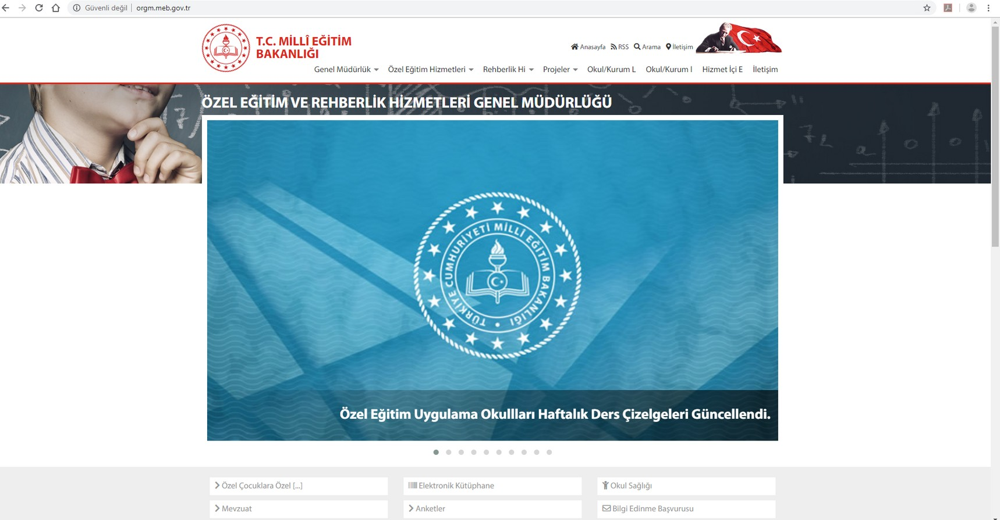 Güvenli değil | orgm.meb.gov.tr
T.C. MİLLÎ EĞİTİM
BAKANLIĞI
Anasayfa RSS Arama İletişim
Genel Müdürlük Özel Eğitim Hizmetleri Rehberlik Hi Projeler Okul/Kurum L Okul/Kurum İ Hizmet İçi E İletişim
ÖZEL EĞİTİM VE REHBERLİK HİZMETLERİ GENEL MÜDÜRLÜĞÜ
TÜRKİYE CUMHURİYETİ MİLLÎ EĞİTİM BAKANLIĞI
Özel Eğitim Uygulama Okullları Haftalık Ders Çizelgeleri Güncellendi.
Özel Çocuklara Özel [...] Elektronik Kütüphane Okul Sağlığı
Mevzuat Anketler Bilgi Edinme Başvurusu